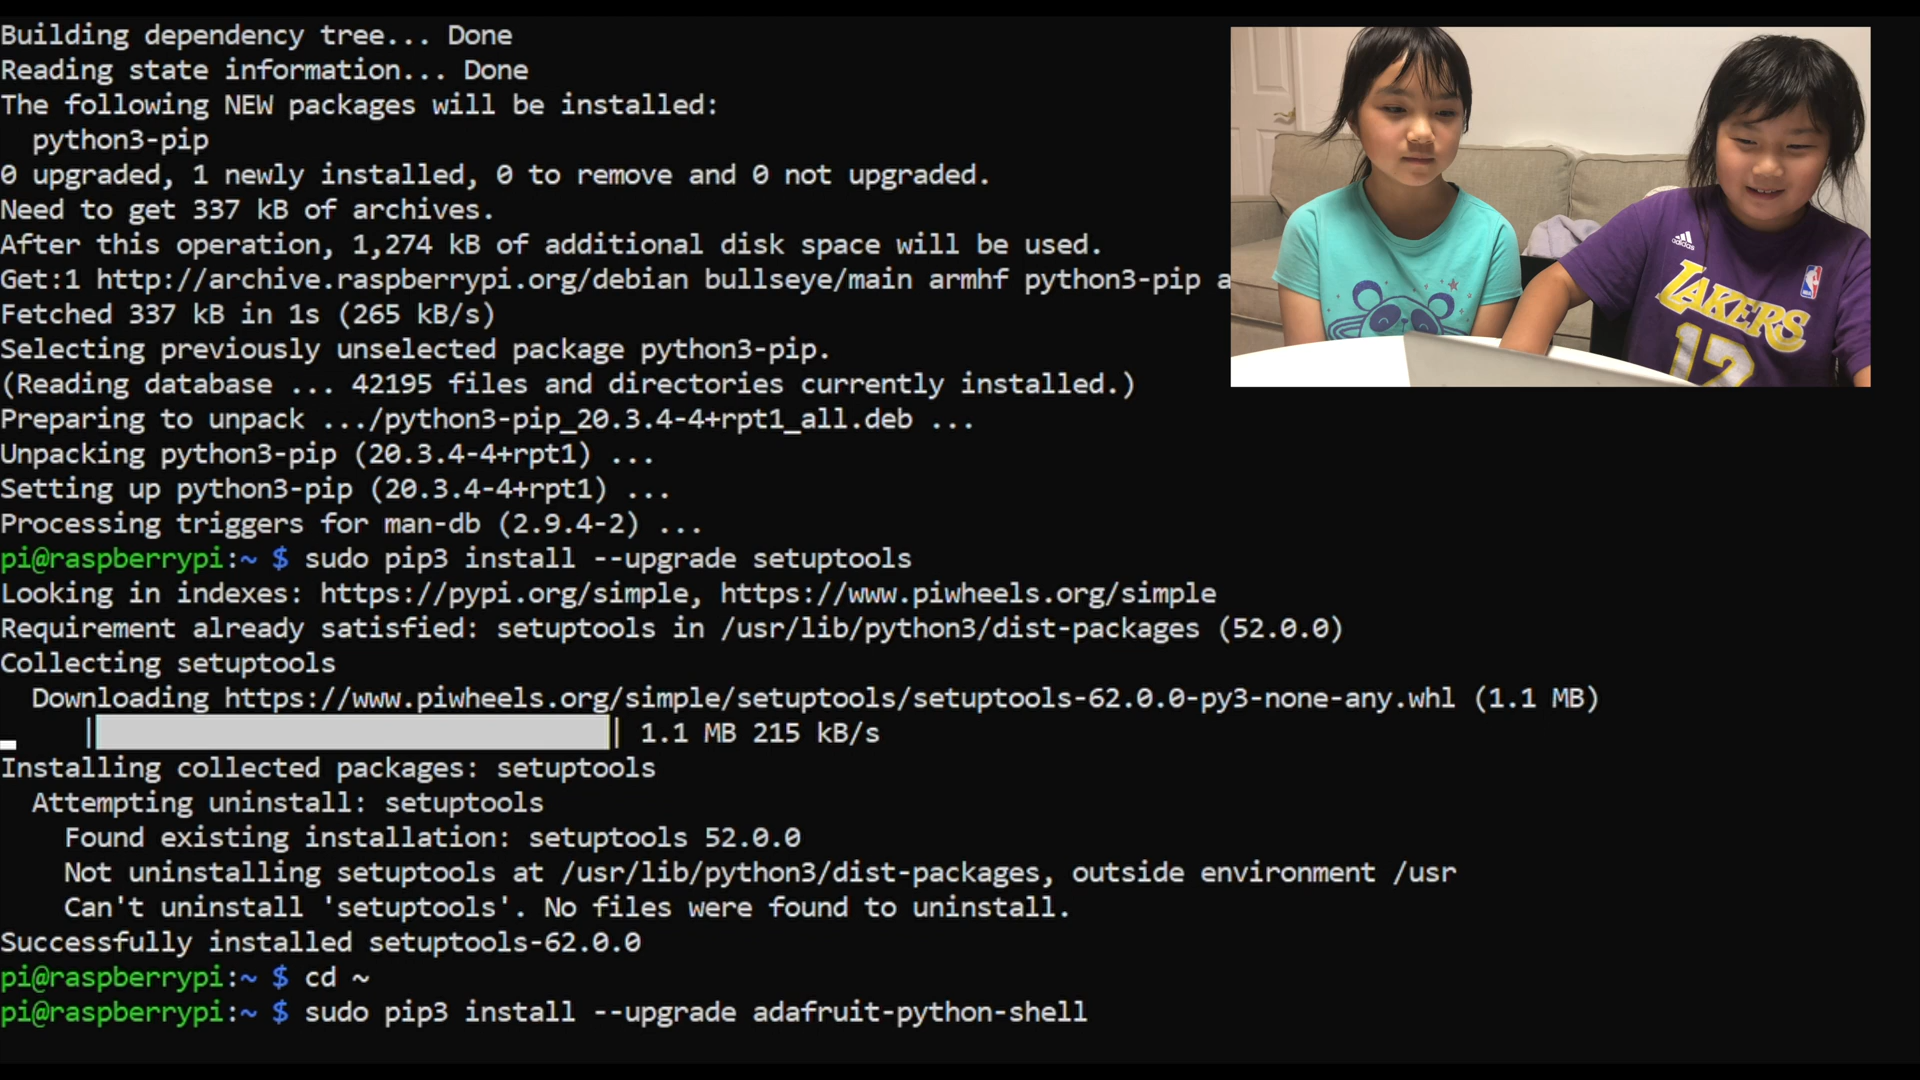 Building dependency tree... Done
Reading state information... Done
The following NEW packages will be installed:
  python3-pip
0 upgraded, 1 newly installed, 0 to remove and 0 not upgraded.
Need to get 337 kB of archives.
After this operation, 1,274 kB of additional disk space will be used.
Get:1 http://archive.raspberrypi.org/debian bullseye/main armhf python3-pip a
Fetched 337 kB in 1s (265 kB/s)
Selecting previously unselected package python3-pip.
(Reading database ... 42195 files and directories currently installed.)
Preparing to unpack .../python3-pip_20.3.4-4+rpt1_all.deb ...
Unpacking python3-pip (20.3.4-4+rpt1) ...
Setting up python3-pip (20.3.4-4+rpt1) ...
Processing triggers for man-db (2.9.4-2) ...
pi@raspberrypi:~ $ sudo pip3 install --upgrade setuptools
Looking in indexes: https://pypi.org/simple, https://www.piwheels.org/simple
Requirement already satisfied: setuptools in /usr/lib/python3/dist-packages (52.0.0)
Collecting setuptools
  Downloading https://www.piwheels.org/simple/setuptools/setuptools-62.0.0-py3-none-any.whl (1.1 MB)
| | 1.1 MB 215 kB/s
Installing collected packages: setuptools
  Attempting uninstall: setuptools
    Found existing installation: setuptools 52.0.0
    Not uninstalling setuptools at /usr/lib/python3/dist-packages, outside environment /usr
    Can't uninstall 'setuptools'. No files were found to uninstall.
Successfully installed setuptools-62.0.0
pi@raspberrypi:~ $ cd ~
pi@raspberrypi:~ $ sudo pip3 install --upgrade adafruit-python-shell
adidas
LAKERS